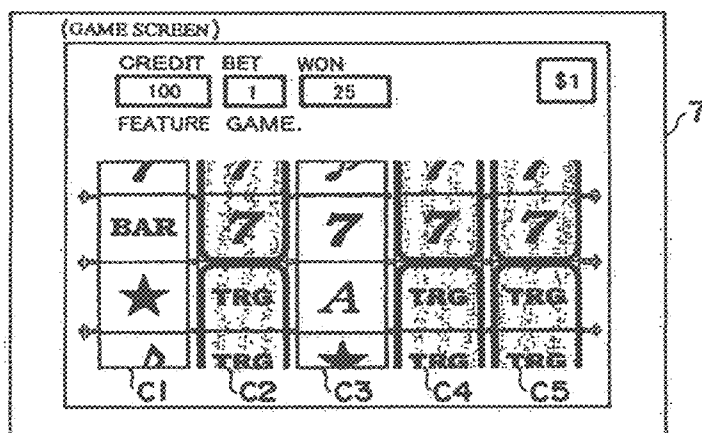 (GAME SCREEN)
CREDIT BET WON
100 1 25 $1
FEATURE GAME.
7
BAR 7 7 7 7
TRG A TRG TRG
TRG TRG TRG
C1 C2 C3 C4 C5